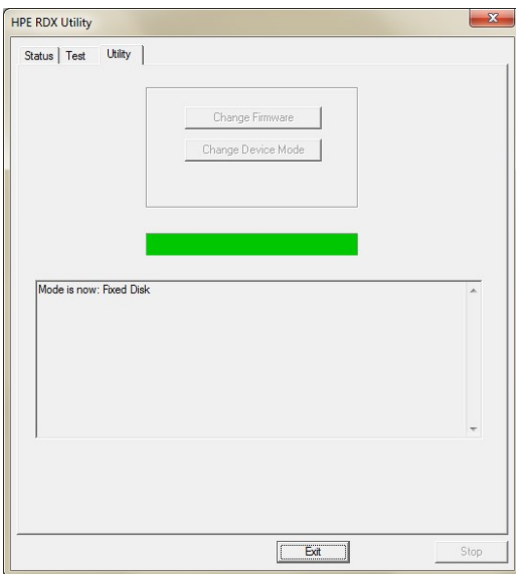 HPE RDX Utility
Status Test Utility
Change Firmware
Change Device Mode
Mode is now: Fixed Disk
Exit Stop